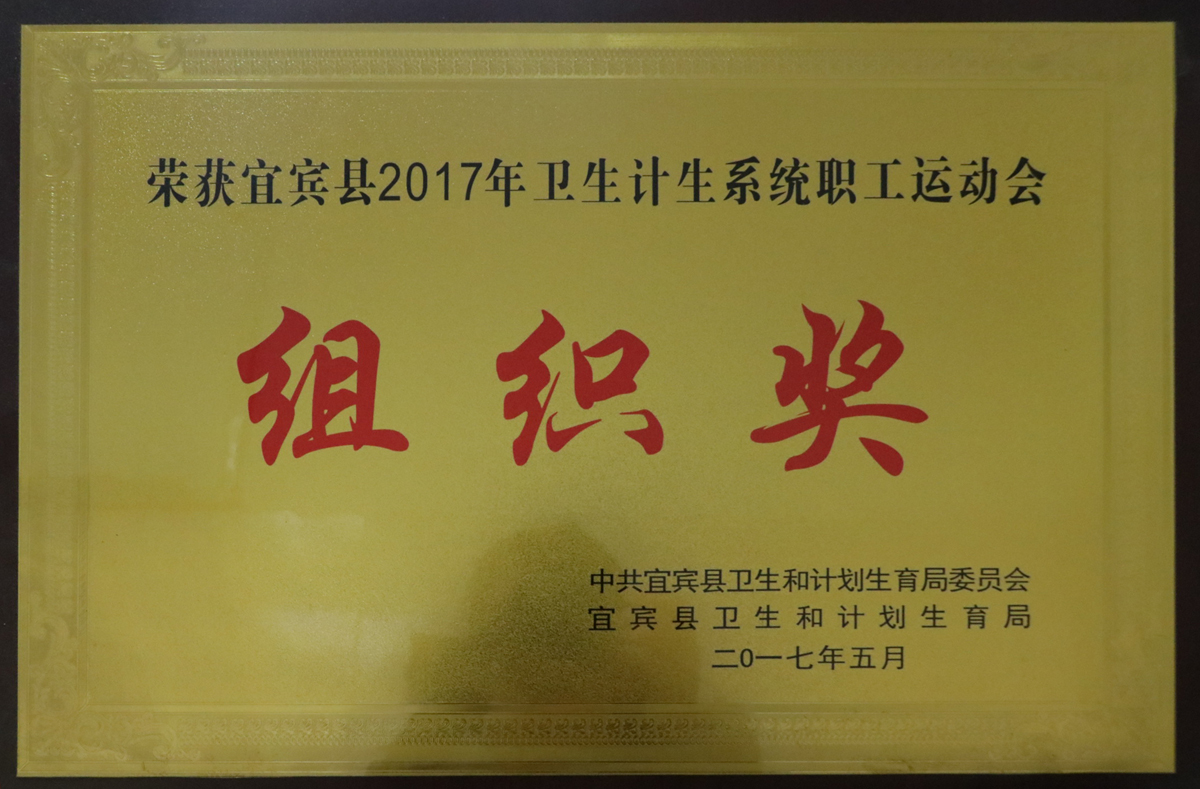 荣获宜宾县2017年卫生计生系统职工运动会
组织奖
中共宜宾县卫生和计划生育局委员会
宜宾县卫生和计划生育局
二0一七年五月